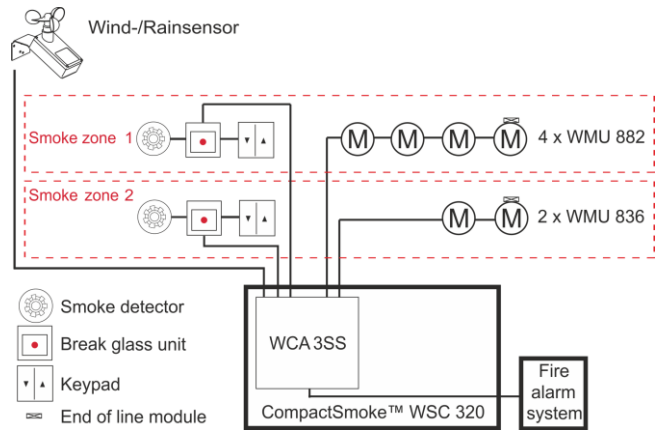 Wind-/Rainsensor
Smoke zone 1
M M M M
4 x WMU 882
Smoke zone 2
M M
2 x WMU 836
Smoke detector
Break glass unit
Keypad
End of line module
WCA 3SS
CompactSmoke™ WSC 320
Fire
alarm
system